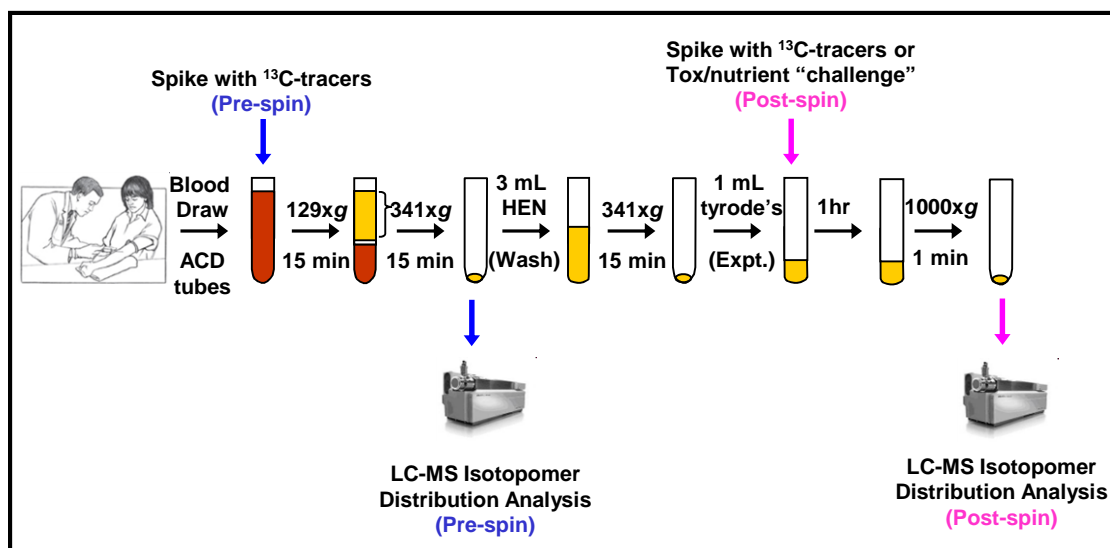 Spike with ¹³C-tracers
(Pre-spin)
Spike with ¹³C-tracers or
Tox/nutrient “challenge”
(Post-spin)
Blood
Draw
ACD
tubes
129xg
15 min
341xg
15 min
3 mL
HEN
(Wash)
341xg
15 min
1 mL
tyrode’s
(Expt.)
1hr
1000xg
1 min
LC-MS Isotopomer
Distribution Analysis
(Pre-spin)
LC-MS Isotopomer
Distribution Analysis
(Post-spin)